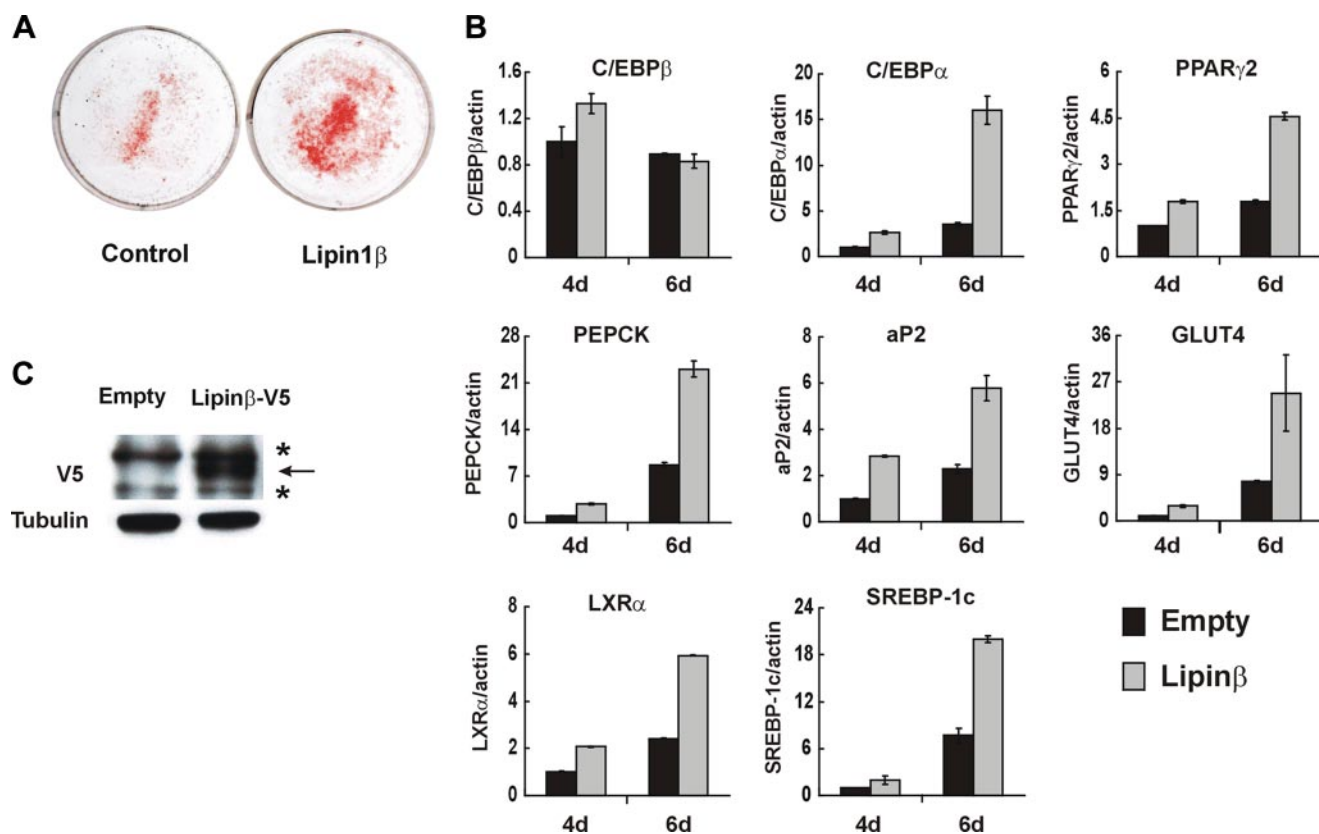 A
Control
Lipin1β
B
C/EBPβ
C/EBPβ/actin
1.6
1.2
0.8
0.4
0
4d
6d
C/EBPα
C/EBPα/actin
20
15
10
5
0
4d
6d
PPARγ2
PPARγ2/actin
6
4.5
3
1.5
0
4d
6d
PEPCK
PEPCK/actin
28
21
14
7
0
4d
6d
aP2
aP2/actin
8
6
4
2
0
4d
6d
GLUT4
GLUT4/actin
36
27
18
9
0
4d
6d
LXRα
LXRα/actin
8
6
4
2
0
4d
6d
SREBP-1c
SREBP-1c/actin
24
18
12
6
0
4d
6d
Empty
Lipinβ
C
Empty Lipinβ-V5
V5
*
*
Tubulin